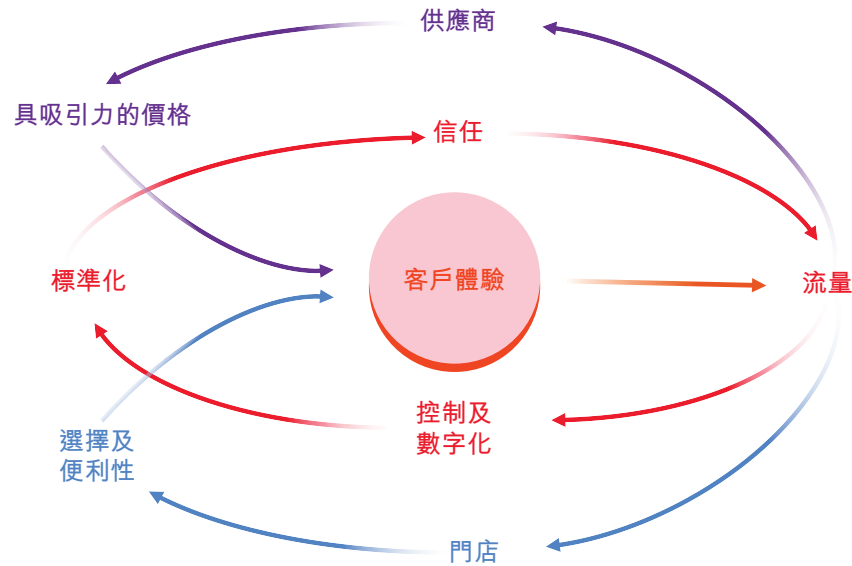 供應商
具吸引力的價格
信任
客戶體驗
標準化
流量
控制及
數字化
選擇及
便利性
門店